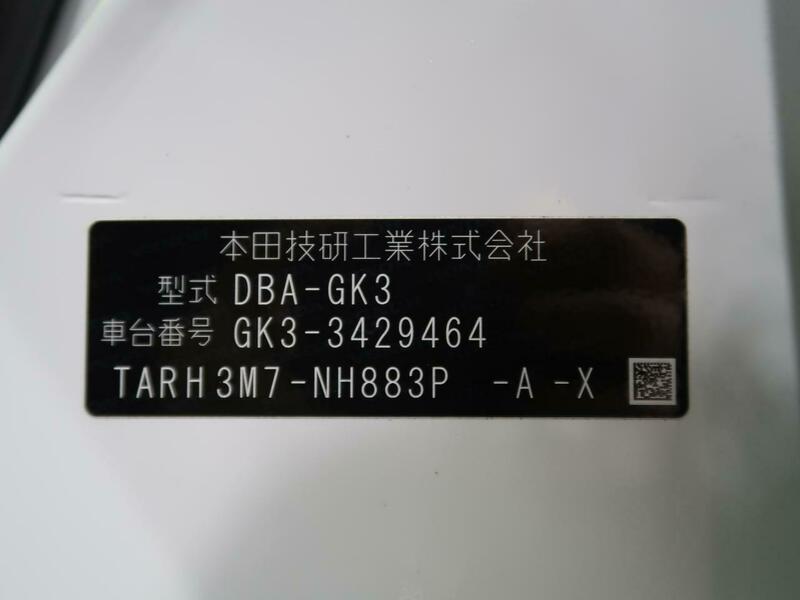 本田技研工業株式会社
型式 DBA-GK3
車台番号 GK3-3429464
TARH3M7-NH883P -A-X